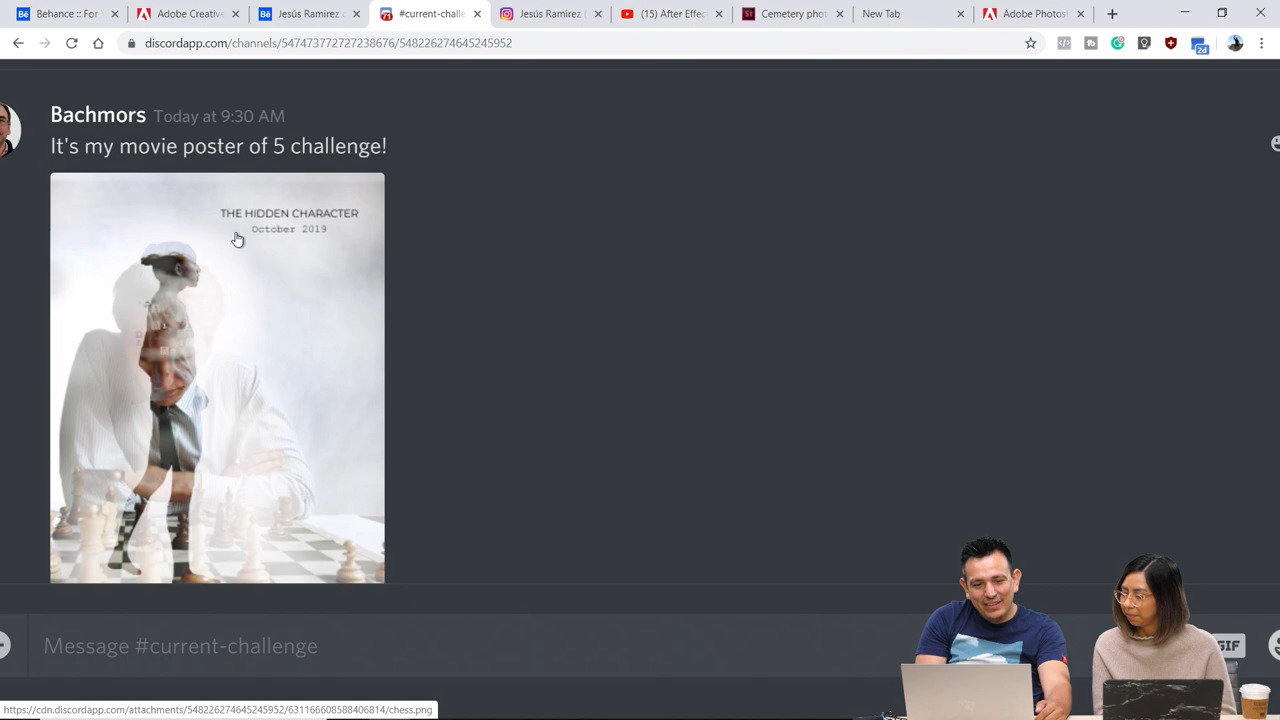 Behance :: For Y
Adobe Creative
Jesús Ramirez
#current-challe
Jesús Ramirez (
(15) After Effec
Cemetery phot
New Tab
Adobe Photosh
discordapp.com/channels/547473772727238676/548226274645245952
2d
Bachmors Today at 9:30 AM
It's my movie poster of 5 challenge!
THE HIDDEN CHARACTER
October 2019
Message #current-challenge
GIF
https://cdn.discordapp.com/attachments/548226274645245952/631166608588406814/chess.png